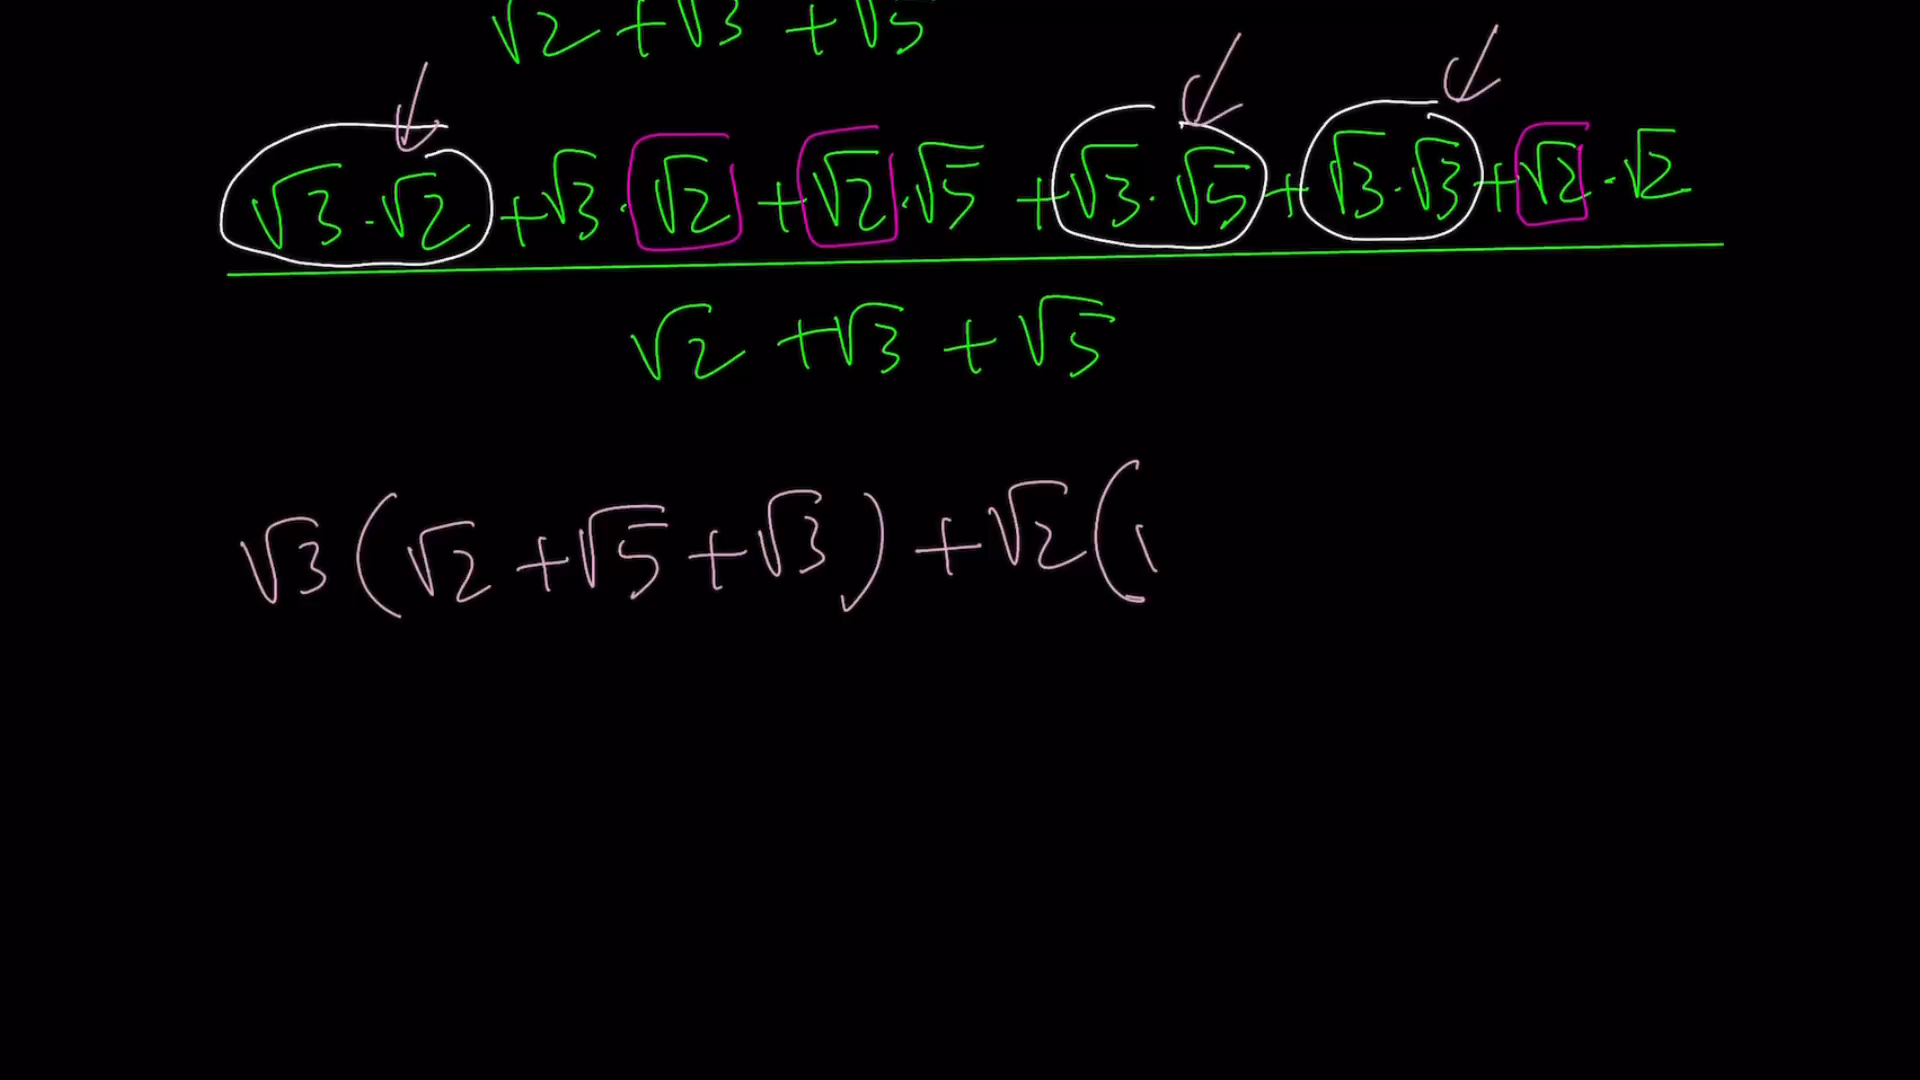 √2 + √3 + √5
√3 · √2 + √3 · √2 + √2 · √5 + √3 · √5 + √3 · √3 + √2 · √2
√2 + √3 + √5
√3 ( √2 + √5 + √3 ) + √2 (